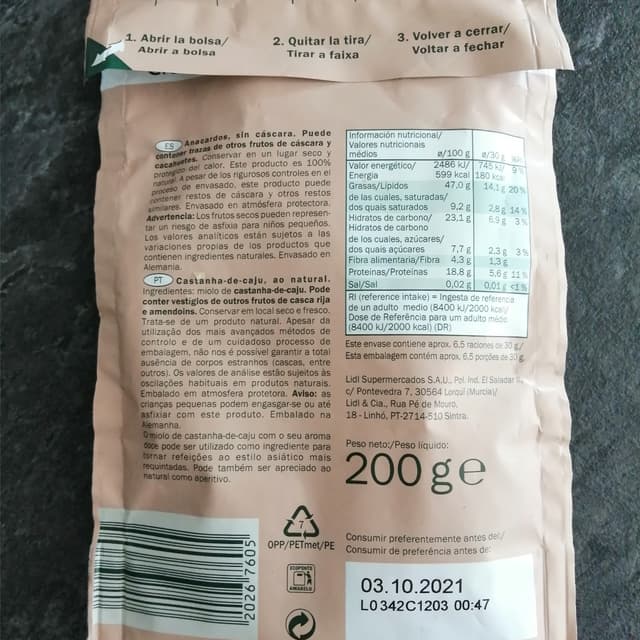 1. Abrir la bolsa/
Abrir a bolsa
2. Quitar la tira/
Tirar a faixa
3. Volver a cerrar/
Voltar a fechar
ES Anacardos, sin cáscara. Puede
contener trazas de otros frutos de cáscara y
cacahuetes. Conservar en un lugar seco y
protegido del calor. Este producto es 100%
natural. A pesar de los rigurosos controles en el
proceso de envasado, este producto puede
contener restos de cáscara y otros restos
similares. Envasado en atmósfera protectora.
Advertencia: Los frutos secos pueden represen-
tar un riesgo de asfixia para niños pequeños.
Los valores analíticos están sujetos a las
variaciones propias de los productos que
contienen ingredientes naturales. Envasado en
Alemania.
PT Castanha-de-caju, ao natural.
Ingredientes: miolo de castanha-de-caju. Pode
conter vestígios de outros frutos de casca rija
e amendoins. Conservar em local seco e fresco.
Trata-se de um produto natural. Apesar da
utilização dos mais avançados métodos de
controlo e de um cuidadoso processo de
embalagem, não nos é possível garantir a total
ausência de corpos estranhos (cascas, entre
outros). Os valores de análise estão sujeitos às
oscilações habituais em produtos naturais.
Embalado em atmosfera protetora. Aviso: as
crianças pequenas podem engasgar-se ou até
asfixiar com este produto. Embalado na
Alemanha.
O miolo de castanha-de-caju com o seu aroma
doce pode ser utilizado como ingrediente para
tornar refeições ao estilo asiático mais
requintadas. Pode também ser apreciado ao
natural como aperitivo.
Información nutricional/
Valores nutricionais
médios ø/100 g ø/30 g
Valor energético/ 2486 kJ/ 745 kJ/ 9 %
Energia 599 kcal 180 kcal
Grasas/Lípidos 47,0 g 14,1 g 20 %
de las cuales, saturadas/
dos quais saturados 9,2 g 2,8 g 14 %
Hidratos de carbono/ 23,1 g 6,9 g 3 %
Hidratos de carbono
de los cuales, azúcares/
dos quais açúcares 7,7 g 2,3 g 3 %
Fibra alimentaria/Fibra 4,3 g 1,3 g
Proteínas/Proteínas 18,8 g 5,6 g 11 %
Sal/Sal 0,02 g 0,01 g <1 %
RI (reference intake) = Ingesta de referencia
de un adulto medio (8400 kJ/2000 kcal)/
Dose de Referência para um adulto médio
(8400 kJ/2000 kcal) (DR)
Este envase contiene aprox. 6,5 raciones de 30 g./
Esta embalagem contém aprox. 6,5 porções de 30 g.
Lidl Supermercados S.A.U., Pol. Ind. El Saladar II,
c/ Pontevedra 7, 30564 Lorquí (Murcia)/
Lidl & Cia., Rua Pé de Mouro,
18 - Linhó, PT-2714-510 Sintra.
Peso neto:/Peso líquido:
200 g e
7
OPP/PETmet/PE
ECOPONTO
AMARELO
2026 7605
Consumir preferentemente antes del/
Consumir de preferência antes de:
03.10.2021
L0342C1203 00:47